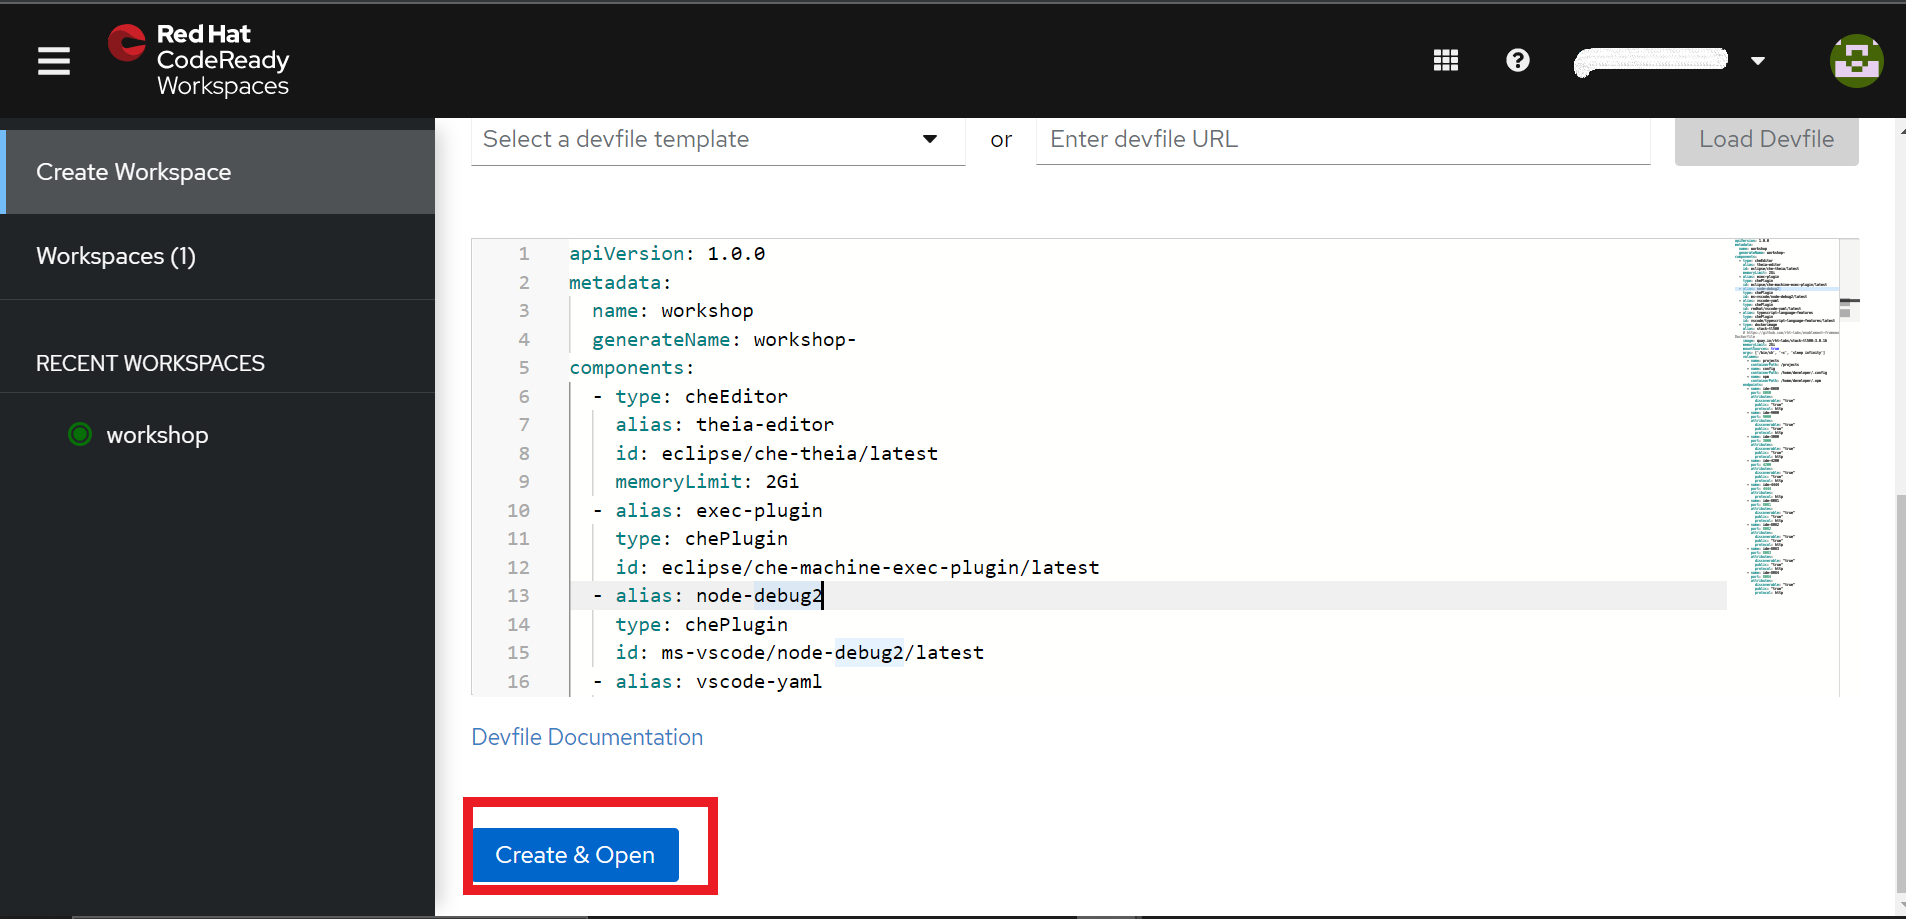 Red Hat
CodeReady
Workspaces
Create Workspace
Workspaces (1)
RECENT WORKSPACES
workshop
Select a devfile template
or
Enter devfile URL
Load Devfile
1 apiVersion: 1.0.0
2 metadata:
3 name: workshop
4 generateName: workshop-
5 components:
6 - type: cheEditor
7 alias: theia-editor
8 id: eclipse/che-theia/latest
9 memoryLimit: 2Gi
10 - alias: exec-plugin
11 type: chePlugin
12 id: eclipse/che-machine-exec-plugin/latest
13 - alias: node-debug2
14 type: chePlugin
15 id: ms-vscode/node-debug2/latest
16 - alias: vscode-yaml
Devfile Documentation
Create & Open